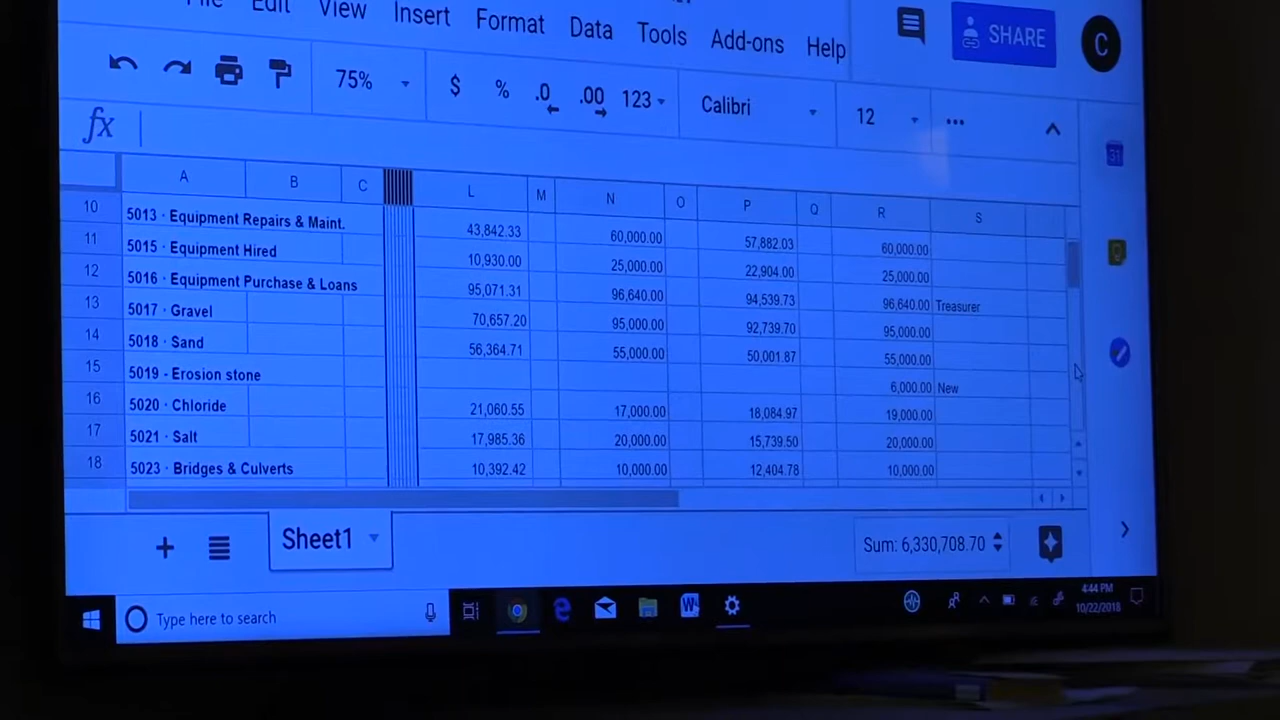 File Edit View Insert Format Data Tools Add-ons Help SHARE C
75% $ % .0 .00 123 Calibri 12 ...
fx
A B C L M N O P Q R S
10 5013 · Equipment Repairs & Maint. 43,842.33 60,000.00 57,882.03 60,000.00
11 5015 · Equipment Hired 10,930.00 25,000.00 22,904.00 25,000.00
12 5016 · Equipment Purchase & Loans 95,071.31 96,640.00 94,539.73 96,640.00 Treasurer
13 5017 · Gravel 70,657.20 95,000.00 92,739.70 95,000.00
14 5018 · Sand 56,364.71 55,000.00 50,001.87 55,000.00
15 5019 - Erosion stone 6,000.00 New
16 5020 · Chloride 21,060.55 17,000.00 18,084.97 19,000.00
17 5021 · Salt 17,985.36 20,000.00 15,739.50 20,000.00
18 5023 · Bridges & Culverts 10,392.42 10,000.00 12,404.78 10,000.00
+ Sheet1 Sum: 6,330,708.70
Type here to search
4:44 PM
10/22/2018
31
W